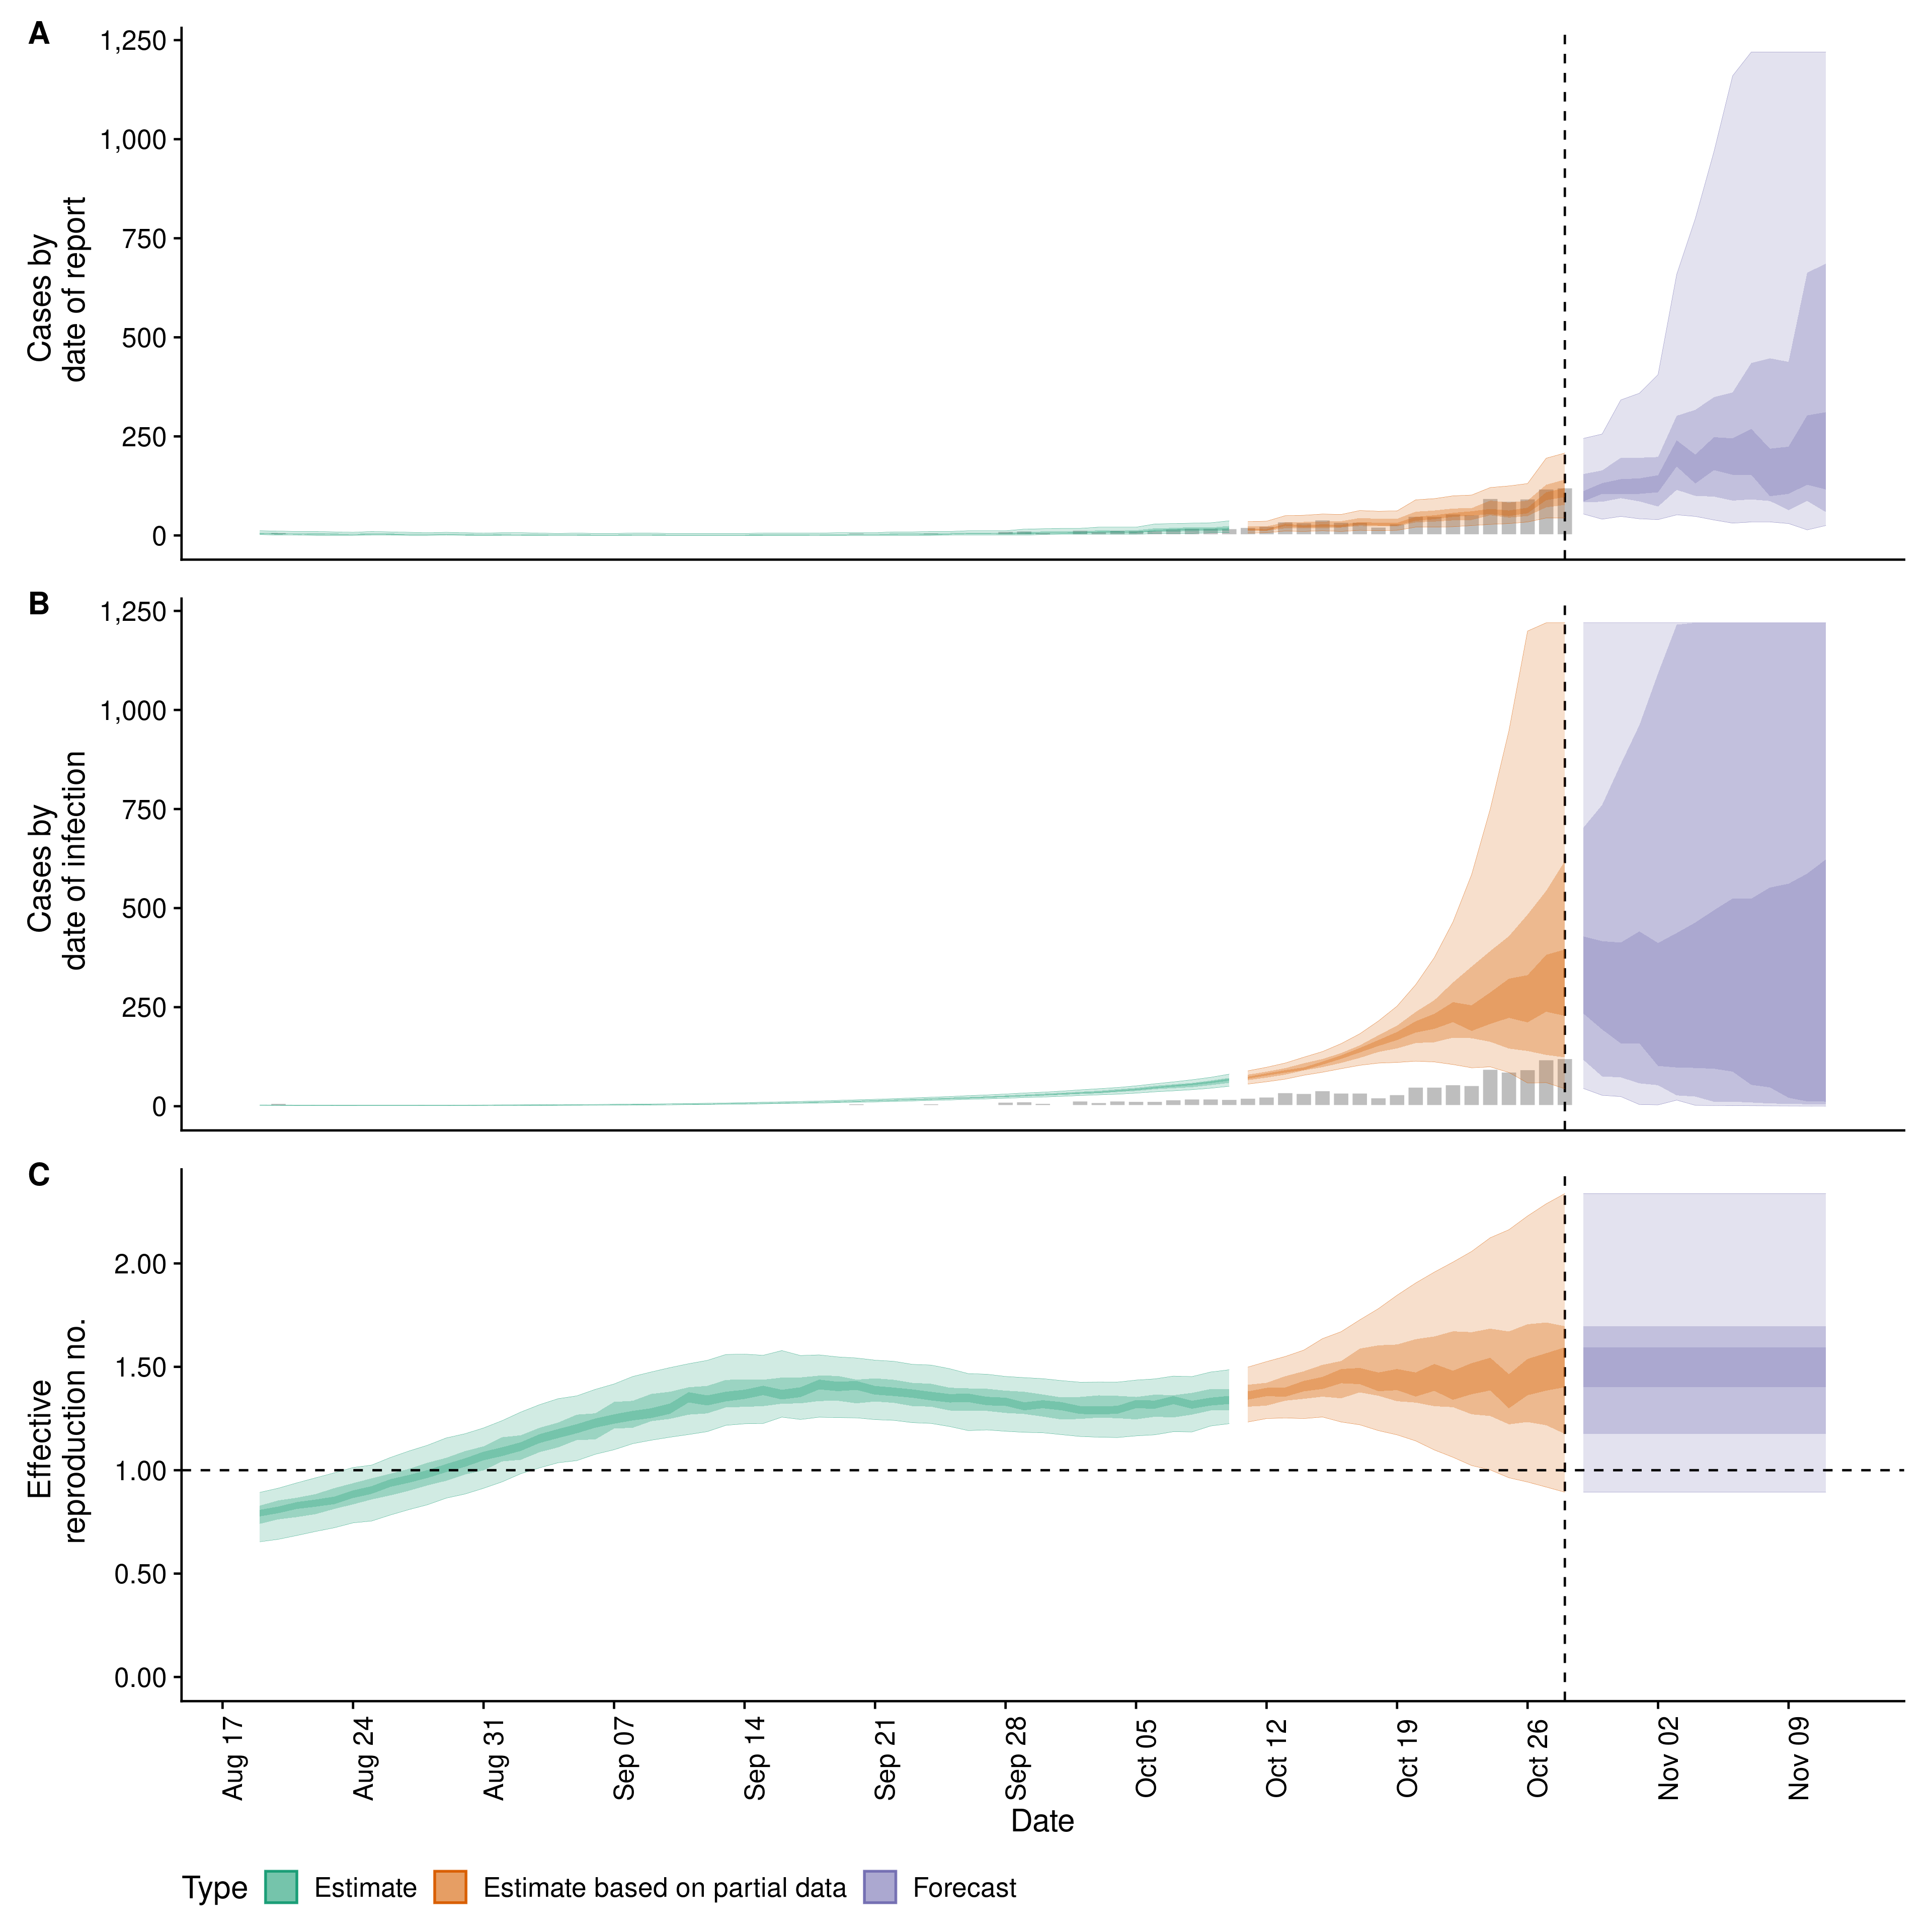 A
1,250
1,000
750
500
250
0
Cases by
date of report
B
1,250
1,000
750
500
250
0
Cases by
date of infection
C
2.00
1.50
1.00
0.50
0.00
Effective
reproduction no.
Aug 17
Aug 24
Aug 31
Sep 07
Sep 14
Sep 21
Sep 28
Oct 05
Oct 12
Oct 19
Oct 26
Nov 02
Nov 09
Date
Type Estimate Estimate based on partial data Forecast